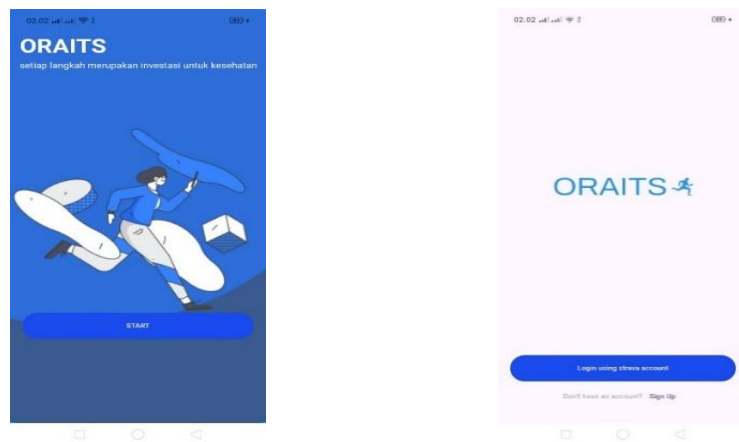 02.02
ORAITS
setiap langkah merupakan investasi untuk kesehatan
START
02.02
ORAITS
Login using strava account
Don't have an account? Sign Up